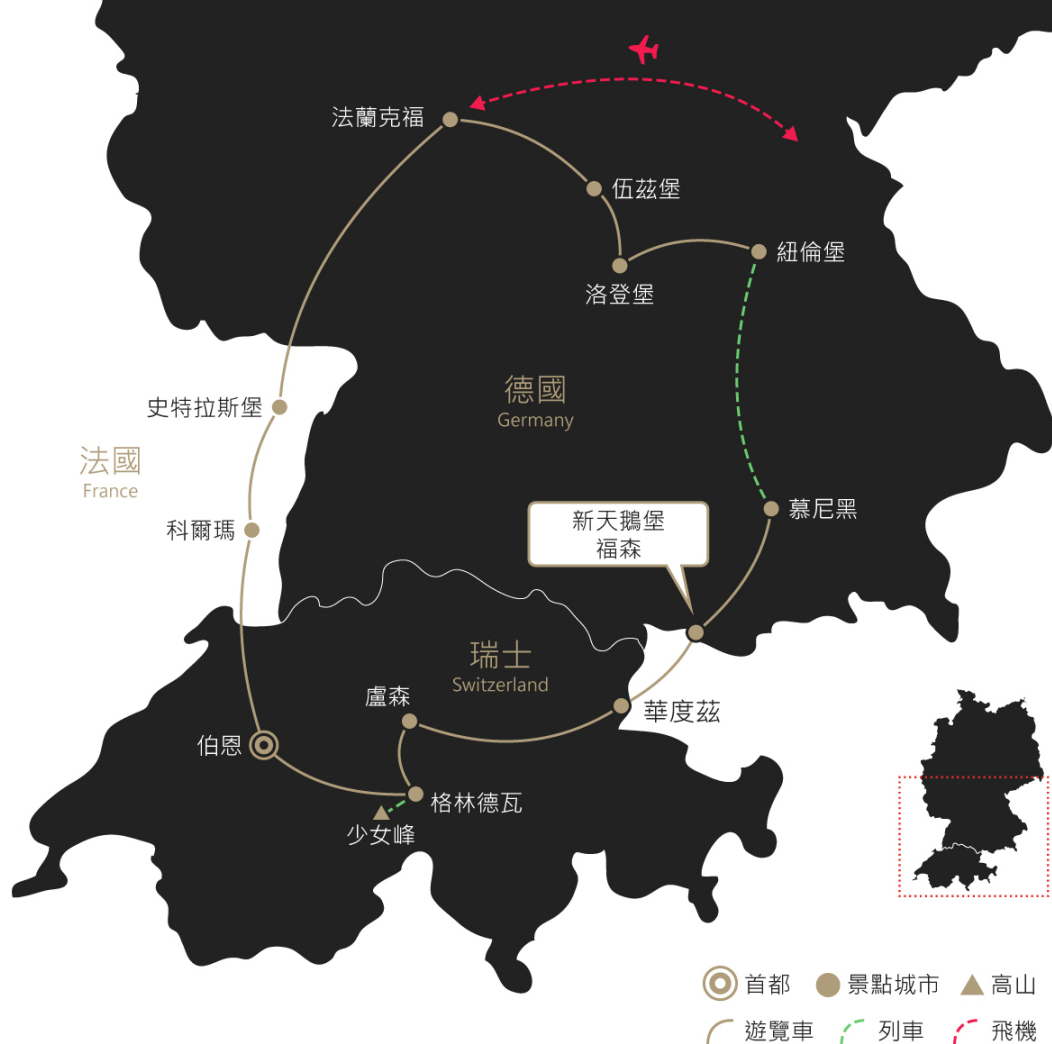 法蘭克福
伍茲堡
紐倫堡
洛登堡
德國
Germany
史特拉斯堡
法國
France
科爾瑪
新天鵝堡
福森
慕尼黑
瑞士
Switzerland
盧森
華度茲
伯恩
格林德瓦
少女峰
首都
景點城市
高山
遊覽車
列車
飛機